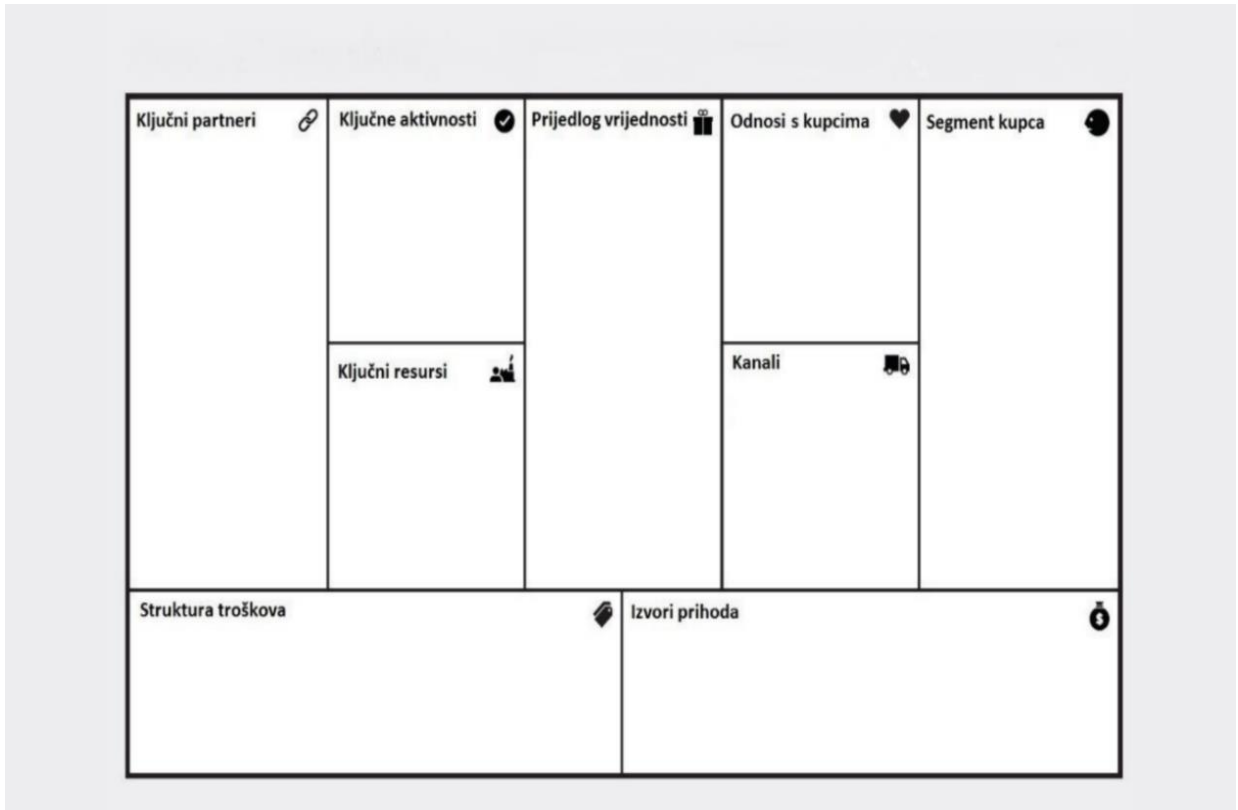 Ključni partneri
Ključne aktivnosti
Prijedlog vrijednosti
Odnosi s kupcima
Segment kupca
Ključni resursi
Kanali
Struktura troškova
Izvori prihoda